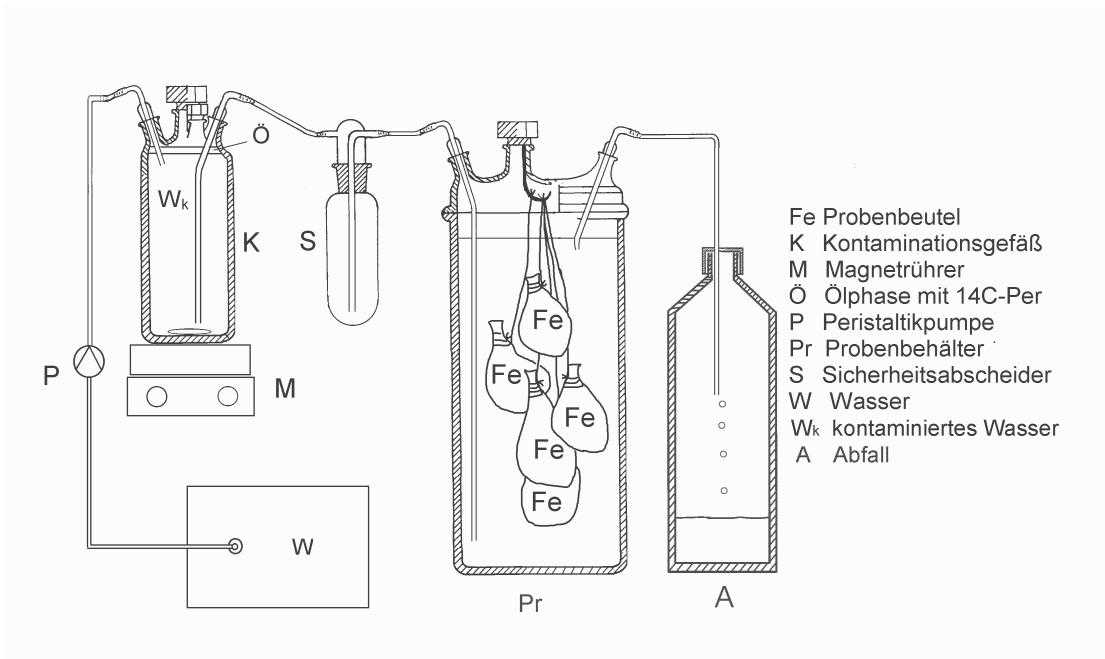 Ö
Wk
K
S
P
M
W
Fe
Fe
Fe
Fe
Fe
Pr
A
Fe Probenbeutel
K Kontaminationsgefäß
M Magnetrührer
Ö Ölphase mit 14C-Per
P Peristaltikpumpe
Pr Probenbehälter
S Sicherheitsabscheider
W Wasser
Wk kontaminiertes Wasser
A Abfall